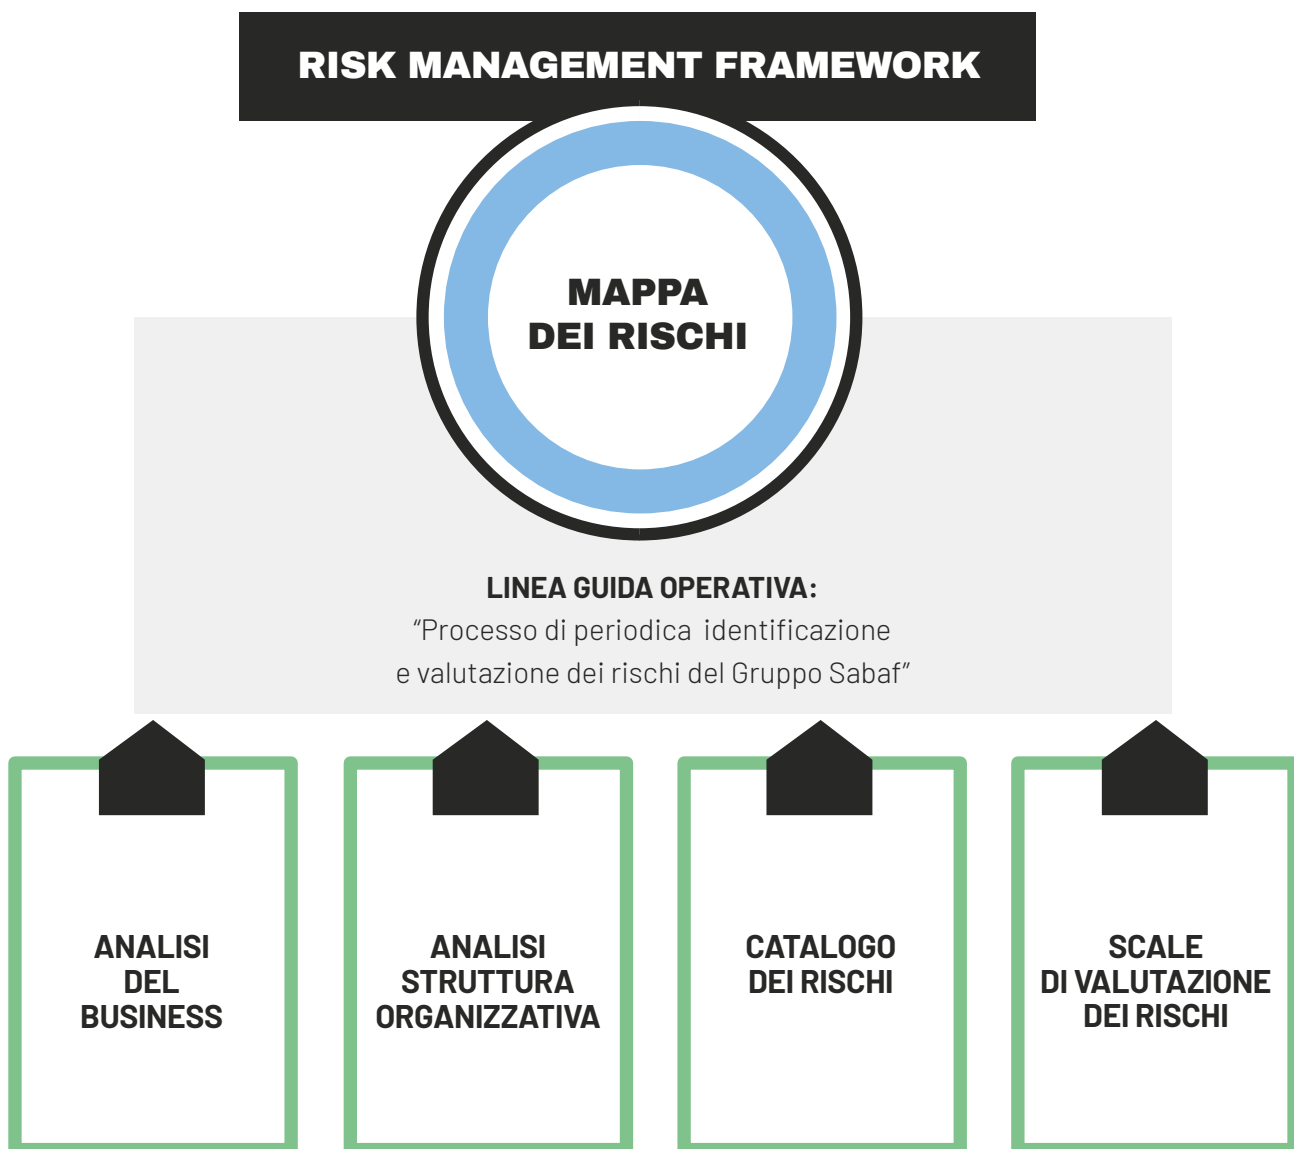 RISK MANAGEMENT FRAMEWORK
MAPPA
DEI RISCHI
LINEA GUIDA OPERATIVA:
“Processo di periodica identificazione
e valutazione dei rischi del Gruppo Sabaf”
ANALISI
DEL
BUSINESS
ANALISI
STRUTTURA
ORGANIZZATIVA
CATALOGO
DEI RISCHI
SCALE
DI VALUTAZIONE
DEI RISCHI